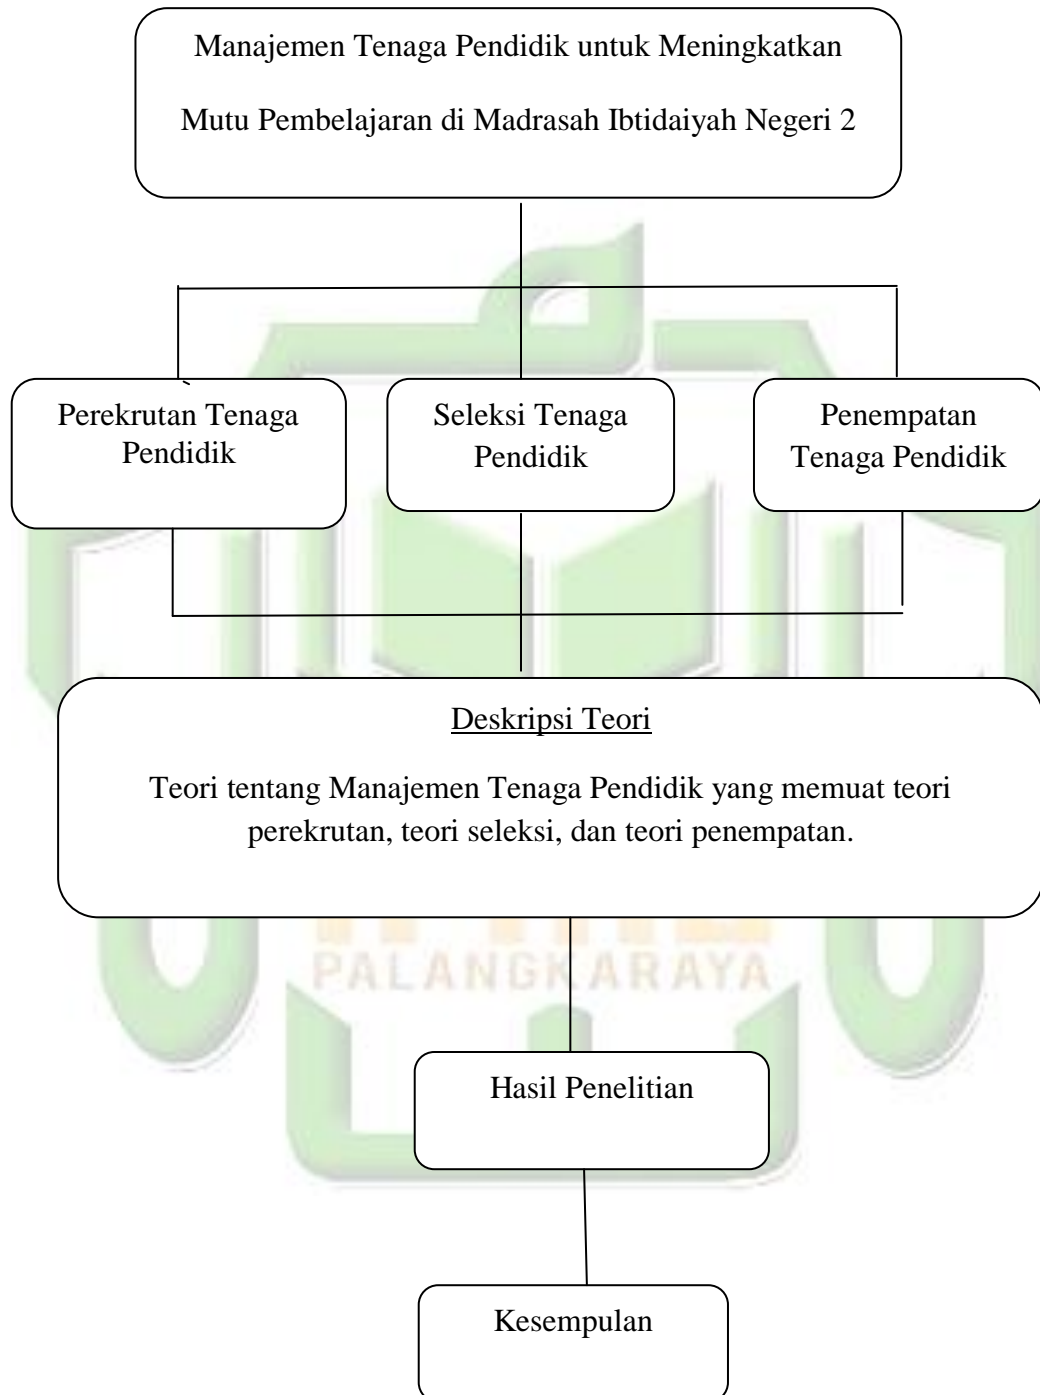 Manajemen Tenaga Pendidik untuk Meningkatkan
Mutu Pembelajaran di Madrasah Ibtidaiyah Negeri 2
Perekrutan Tenaga
Pendidik
Seleksi Tenaga
Pendidik
Penempatan
Tenaga Pendidik
Deskripsi Teori
Teori tentang Manajemen Tenaga Pendidik yang memuat teori
perekrutan, teori seleksi, dan teori penempatan.
PALANGKARAYA
Hasil Penelitian
Kesempulan